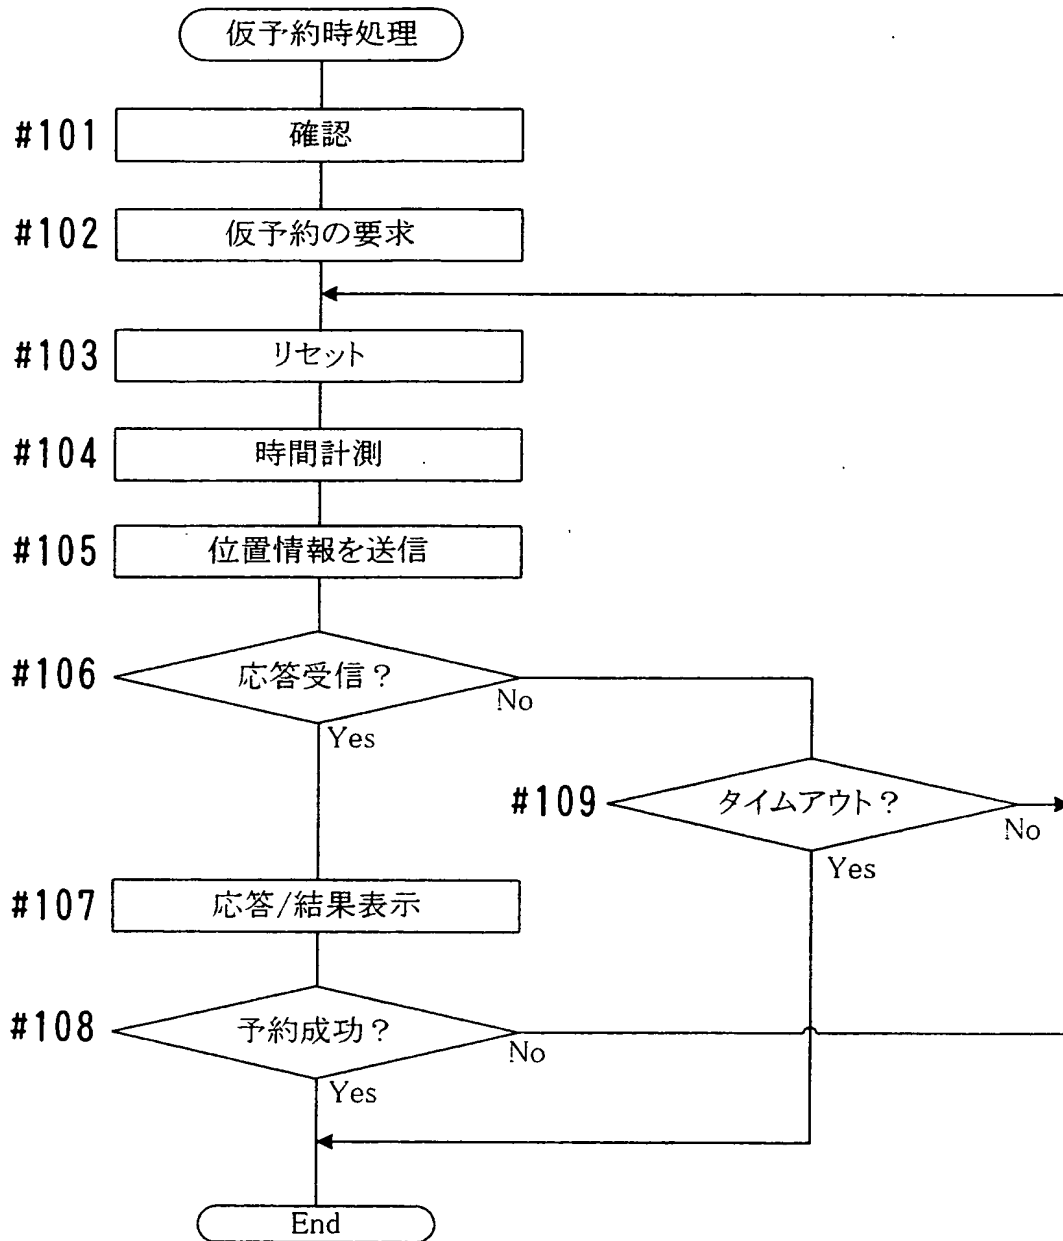 仮予約時処理
#101 確認
#102 仮予約の要求
#103 リセット
#104 時間計測
#105 位置情報を送信
#106 応答受信?
No
Yes
#109 タイムアウト?
No
Yes
#107 応答/結果表示
#108 予約成功?
No
Yes
End